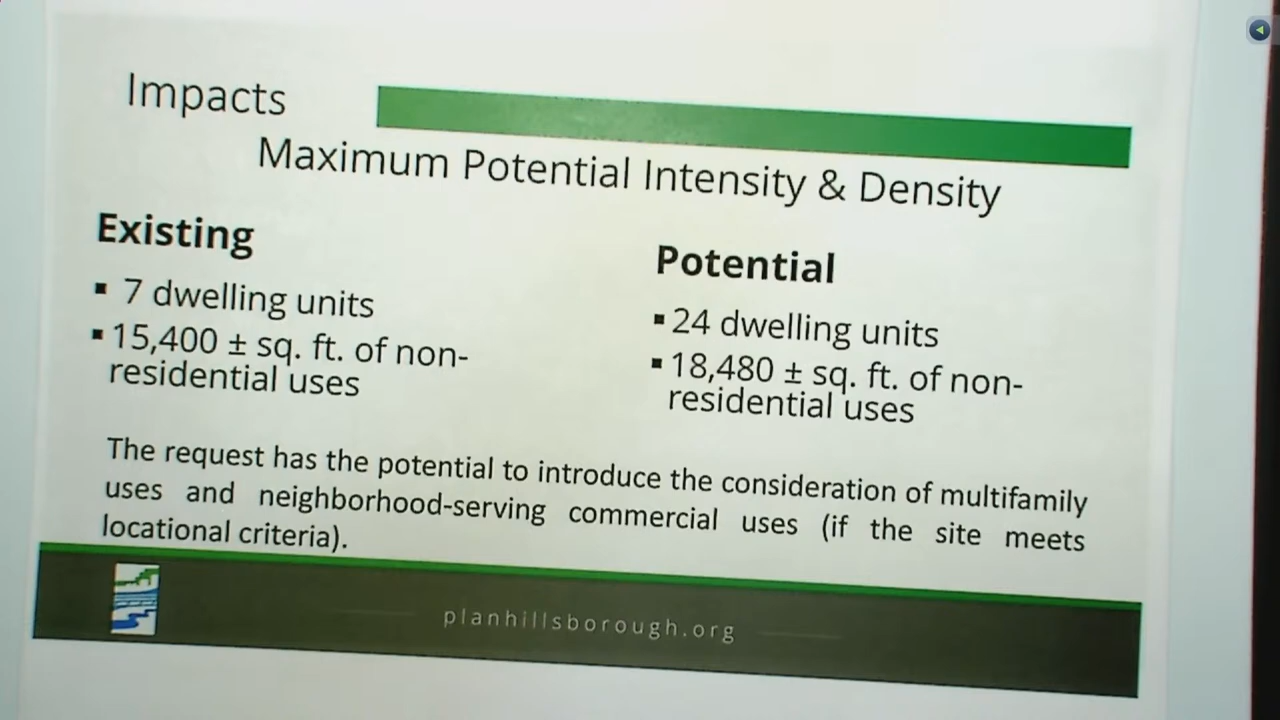 Impacts
Maximum Potential Intensity & Density
Existing
▪ 7 dwelling units
▪ 15,400 ± sq. ft. of non-
residential uses
Potential
▪ 24 dwelling units
▪ 18,480 ± sq. ft. of non-
residential uses
The request has the potential to introduce the consideration of multifamily
uses and neighborhood-serving commercial uses (if the site meets
locational criteria).
planhillsborough.org